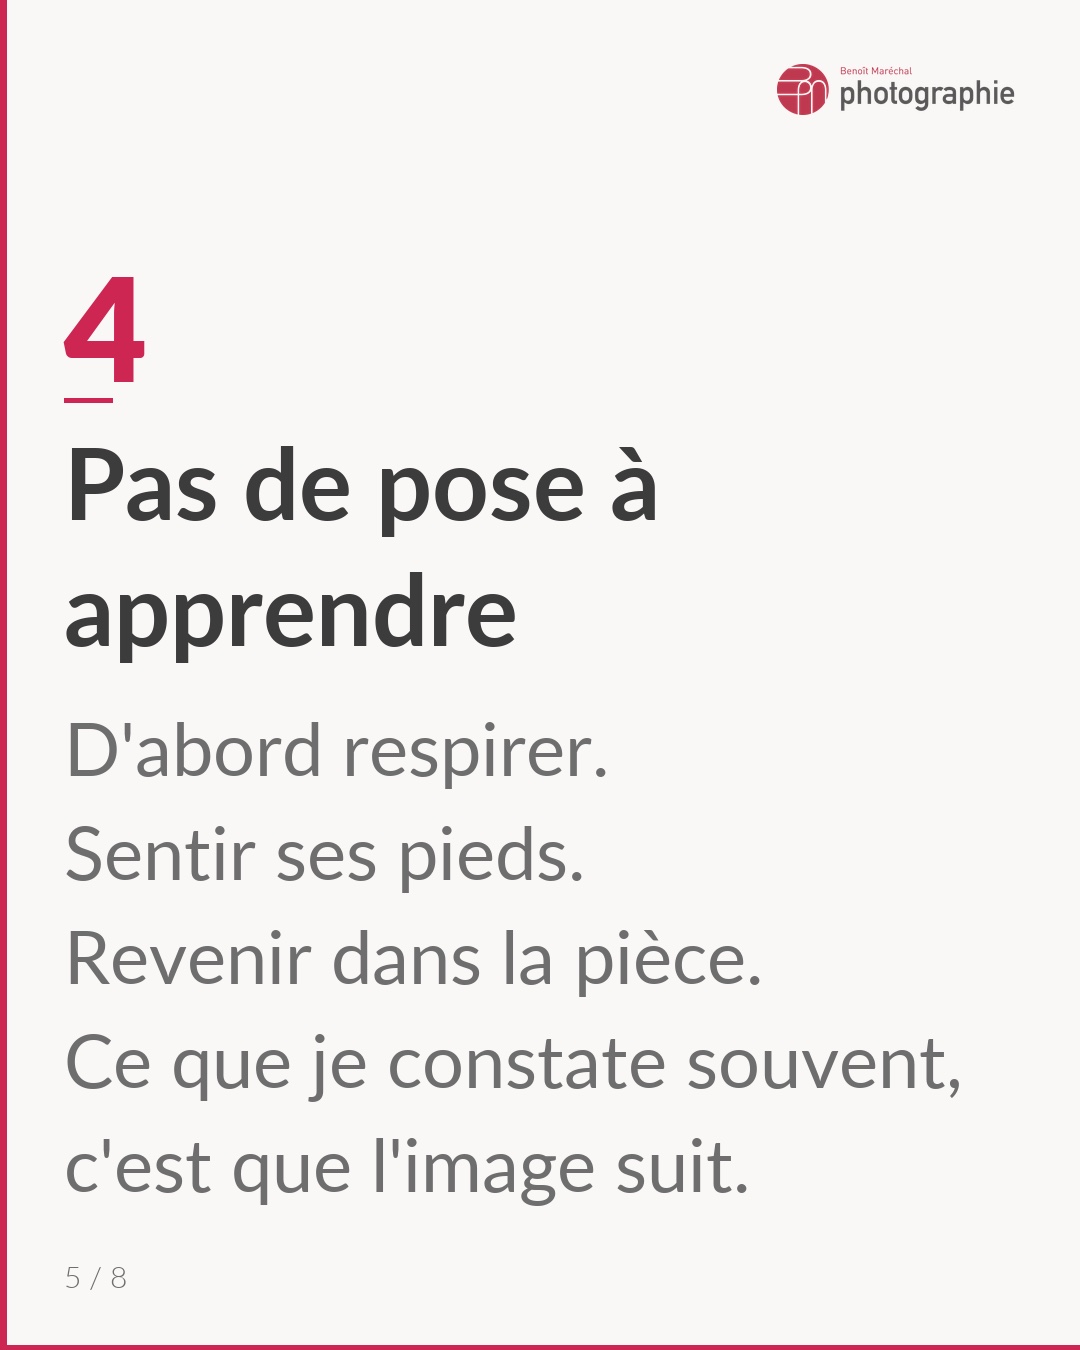 Benoît Maréchal
photographie
4
Pas de pose à
apprendre
D'abord respirer.
Sentir ses pieds.
Revenir dans la pièce.
Ce que je constate souvent,
c'est que l'image suit.
5 / 8